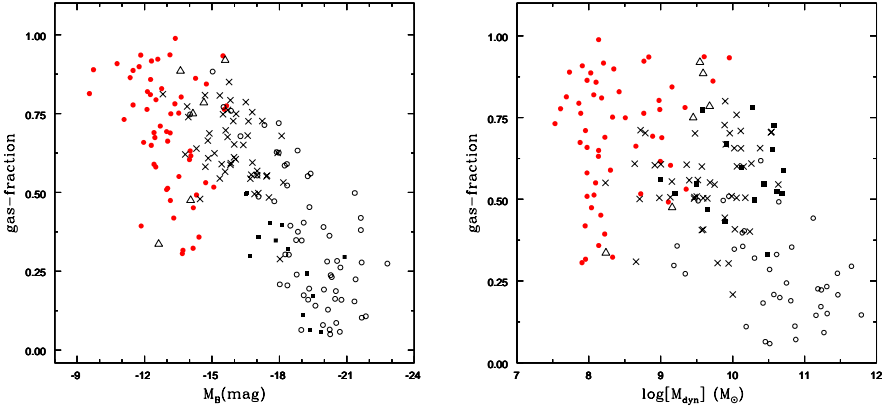 1.00
0.75
0.50
0.25
0.00
gas-fraction
-9 -12 -15 -18 -21 -24
M_B(mag)
1.00
0.75
0.50
0.25
0.00
gas-fraction
7 8 9 10 11 12
log[M_dyn] (M_⊙)